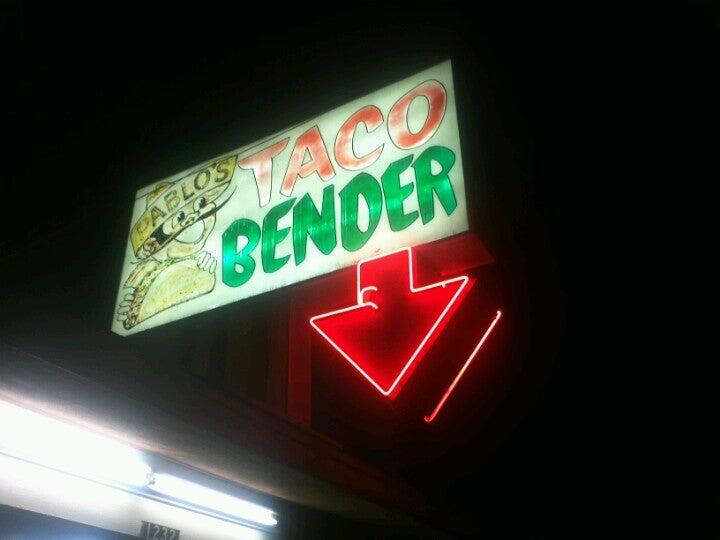 PABLO'S
TACO
BENDER
1232